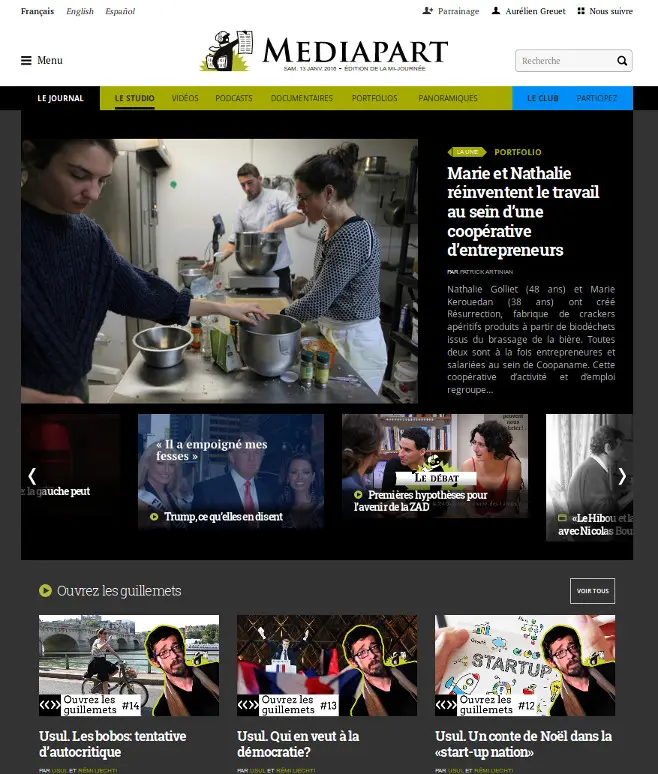 Français English Español
Parrainage Aurélien Greuet Nous suivre
Menu
MEDIAPART
SAM. 13 JANV. 2018 • ÉDITION DE LA MI-JOURNÉE
Recherche
LE JOURNAL LE STUDIO VIDÉOS PODCASTS DOCUMENTAIRES PORTFOLIOS PANORAMIQUES LE CLUB PARTICIPEZ
LA UNE PORTFOLIO
Marie et Nathalie
réinventent le travail
au sein d’une
coopérative
d’entrepreneurs
PAR PATRICK ARTINIAN
Nathalie Golliet (48 ans) et Marie
Kerouedan (38 ans) ont créé
Résurrection, fabrique de crackers
apéritifs produits à partir de biodéchets
issus du brassage de la bière. Toutes
deux sont à la fois entrepreneures et
salariées au sein de Coopaname. Cette
coopérative d’activité et d’emploi
regroupe...
la gauche peut
« Il a empoigné mes
fesses »
Trump, ce qu’elles en disent
LE DÉBAT
Premières hypothèses pour
l’avenir de la ZAD
«Le Hibou et la
avec Nicolas Bou
Ouvrez les guillemets
VOIR TOUS
Ouvrez les
guillemets #14
Usul. Les bobos: tentative
d’autocritique
PAR USUL ET RÉMI LIECHTI
Ouvrez les
guillemets #13
Usul. Qui en veut à la
démocratie?
PAR USUL ET RÉMI LIECHTI
STARTUP
Ouvrez les
guillemets #12
Usul. Un conte de Noël dans la
«start-up nation»
PAR USUL ET RÉMI LIECHTI